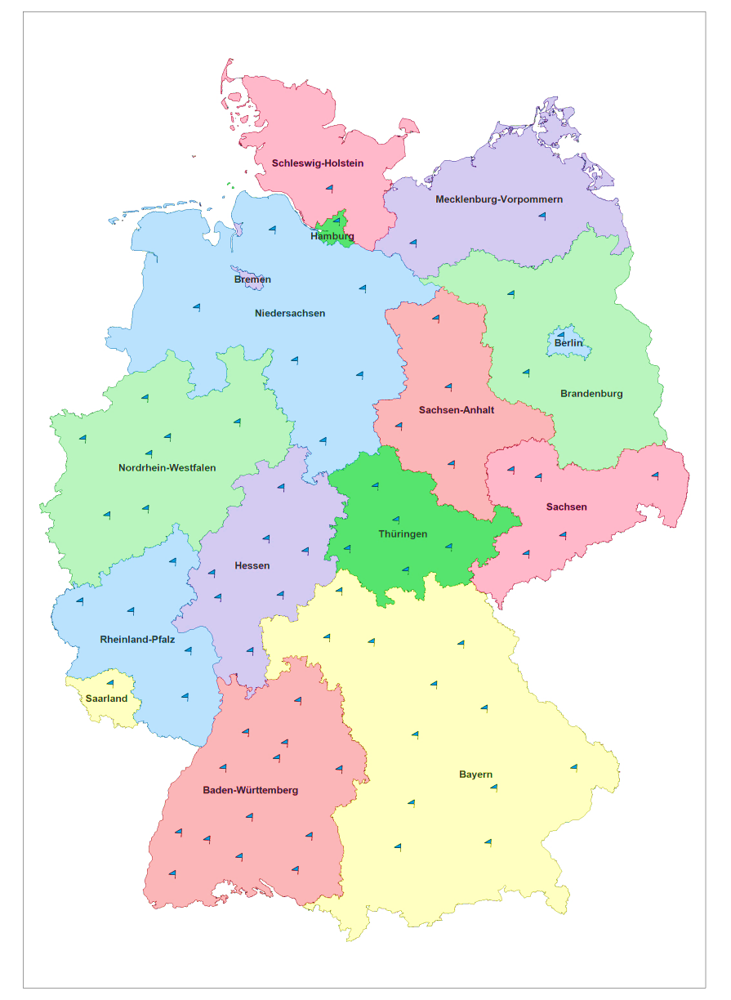 Schleswig-Holstein
Mecklenburg-Vorpommern
Hamburg
Bremen
Niedersachsen
Berlin
Brandenburg
Sachsen-Anhalt
Nordrhein-Westfalen
Sachsen
Thüringen
Hessen
Rheinland-Pfalz
Saarland
Bayern
Baden-Württemberg